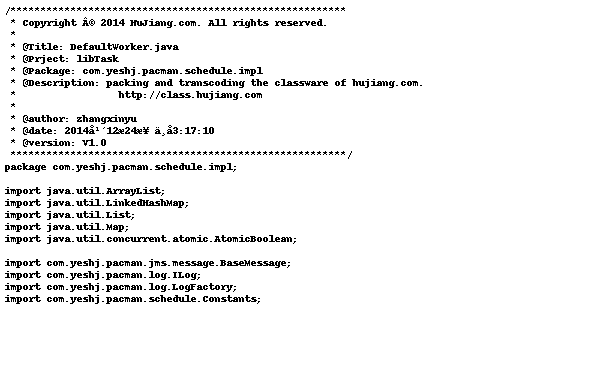 /********************************************************
* Copyright Â© 2014 HuJiang.com. All rights reserved.
*
* @Title: DefaultWorker.java
* @Prject: libTask
* @Package: com.yeshj.pacman.schedule.impl
* @Description: packing and transcoding the classware of hujiang.com.
* http://class.hujiang.com
*
* @author: zhangxinyu
* @date: 2014å¹´12æ24æ¥ ä¸å3:17:10
* @version: V1.0
********************************************************/
package com.yeshj.pacman.schedule.impl;
import java.util.ArrayList;
import java.util.LinkedHashMap;
import java.util.List;
import java.util.Map;
import java.util.concurrent.atomic.AtomicBoolean;
import com.yeshj.pacman.jms.message.BaseMessage;
import com.yeshj.pacman.log.ILog;
import com.yeshj.pacman.log.LogFactory;
import com.yeshj.pacman.schedule.Constants;